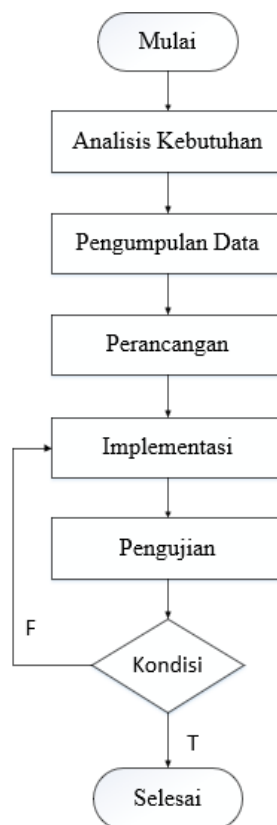 Mulai
Analisis Kebutuhan
Pengumpulan Data
Perancangan
Implementasi
Pengujian
F
Kondisi
T
Selesai